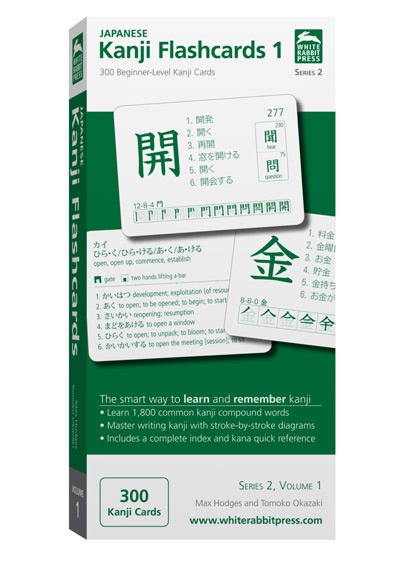 JAPANESE
Kanji Flashcards 1
300 Beginner-Level Kanji Cards
WHITE
RABBIT
PRESS
SERIES 2
JAPANESE
Kanji Flashcards
VOLUME
1
277
開
1. 開発
2. 開く
3. 再開
4. 窓を開ける
5. 開く
6. 開会する
230
聞
hear
75
問
question
12-8-4 門
カイ
ひら・く/ひら・ける/あ・く/あ・ける
open, open up, commence, establish
gate
two hands lifting a bar
1. かいはつ development; exploitation (of resou
2. あく to open; to be opened; to begin; to start
3. さいかい reopening; resumption
4. まどをあける to open a window
5. ひらく to open; to unpack; to bloom; to start
6. かいかいする to open the meeting [session]; to
金
1. 料金
2. 金曜
3. お金
4. 貯金
5. 金持ち
6. お金が
8-8-0 金
The smart way to learn and remember kanji
• Learn 1,800 common kanji compound words
• Master writing kanji with stroke-by-stroke diagrams
• Includes a complete index and kana quick reference
300
Kanji Cards
SERIES 2, VOLUME 1
Max Hodges and Tomoko Okazaki
www.whiterabbitpress.com